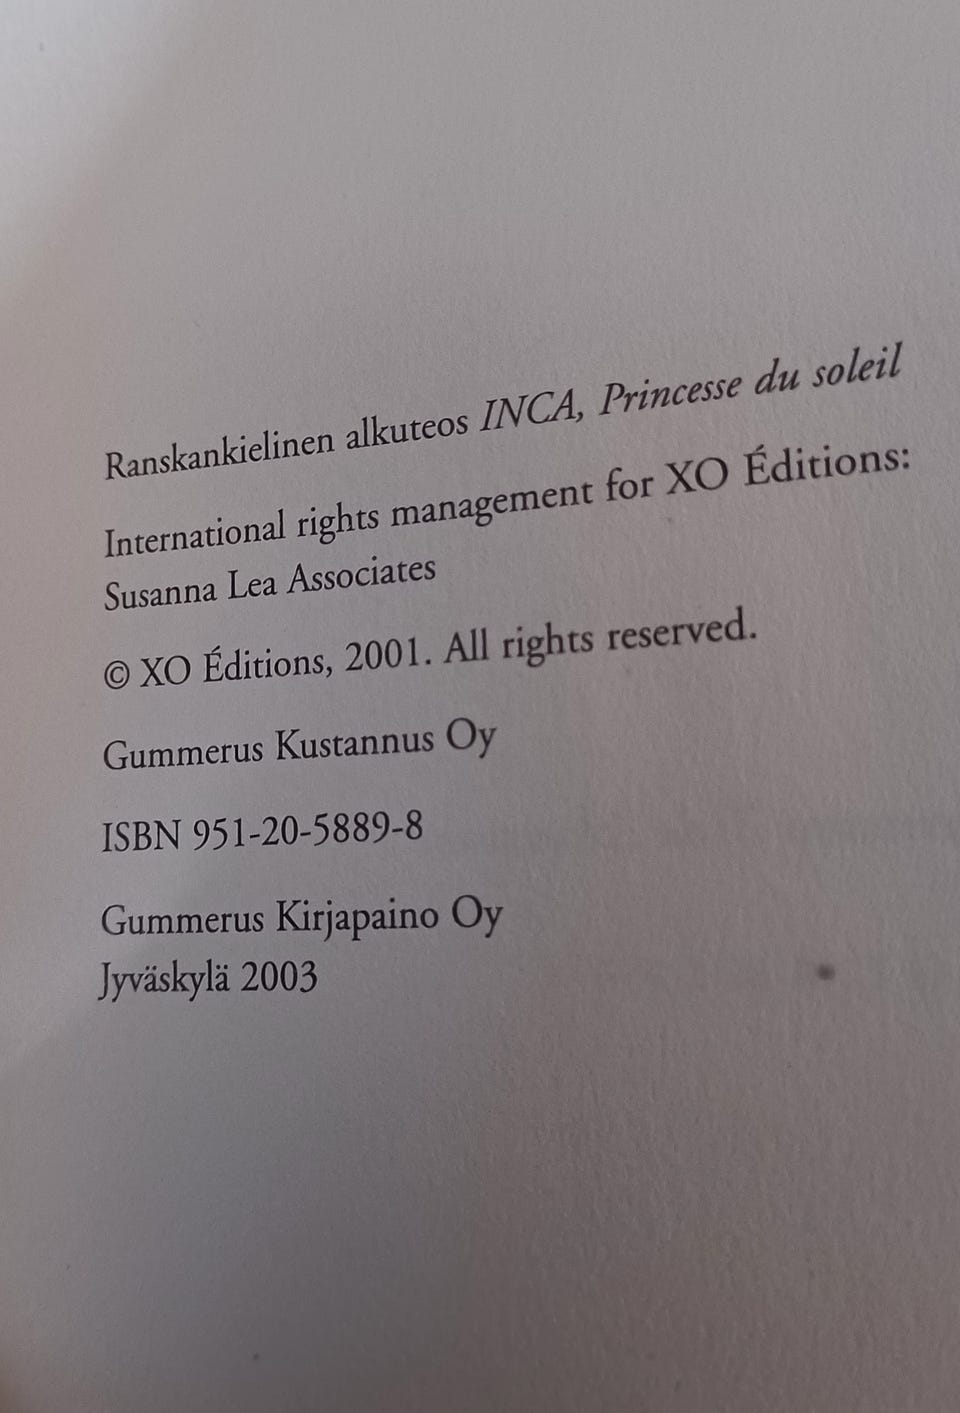 Ranskankielinen alkuteos INCA, Princesse du soleil
International rights management for XO Éditions:
Susanna Lea Associates
© XO Éditions, 2001. All rights reserved.
Gummerus Kustannus Oy
ISBN 951-20-5889-8
Gummerus Kirjapaino Oy
Jyväskylä 2003